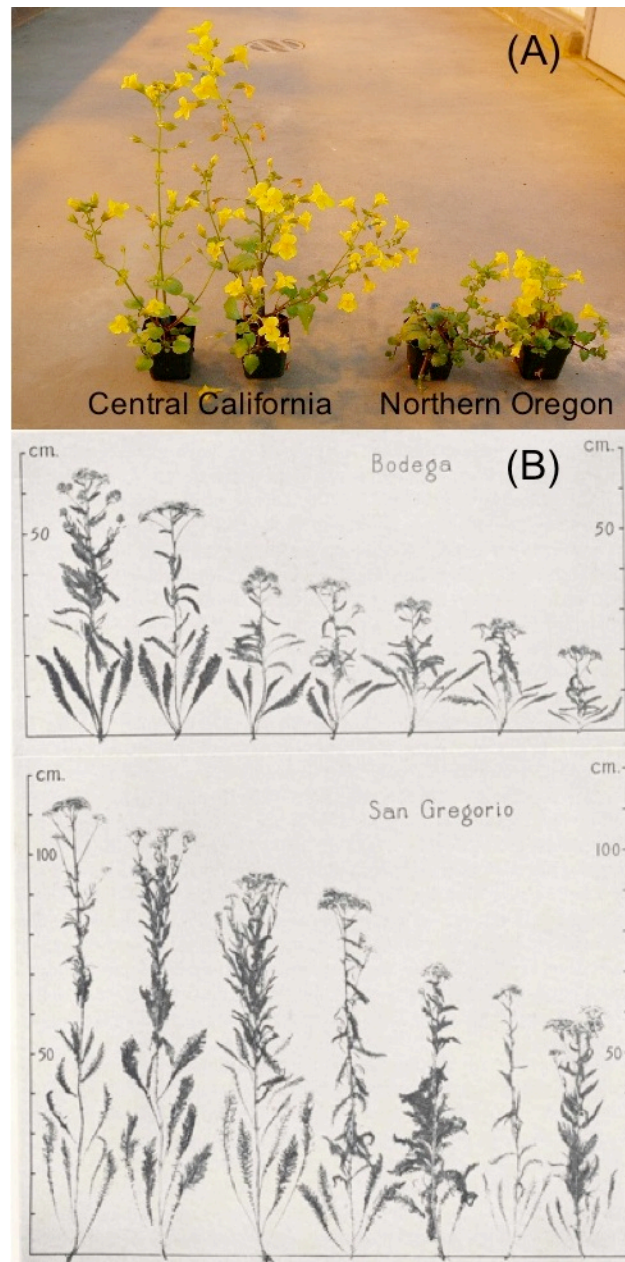 (A)
Central California Northern Oregon
cm. Bodega (B) cm.
50 50
cm. San Gregorio cm.
100 100
50 50